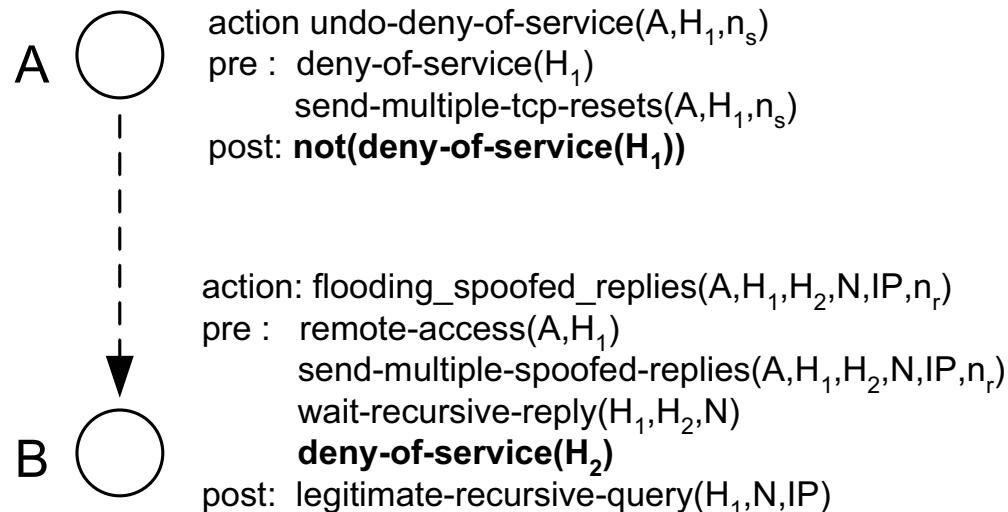 A
action undo-deny-of-service(A,H₁,nₛ)
pre : deny-of-service(H₁)
send-multiple-tcp-resets(A,H₁,nₛ)
post: not(deny-of-service(H₁))
action: flooding_spoofed_replies(A,H₁,H₂,N,IP,nᵣ)
pre : remote-access(A,H₁)
send-multiple-spoofed-replies(A,H₁,H₂,N,IP,nᵣ)
wait-recursive-reply(H₁,H₂,N)
B
deny-of-service(H₂)
post: legitimate-recursive-query(H₁,N,IP)